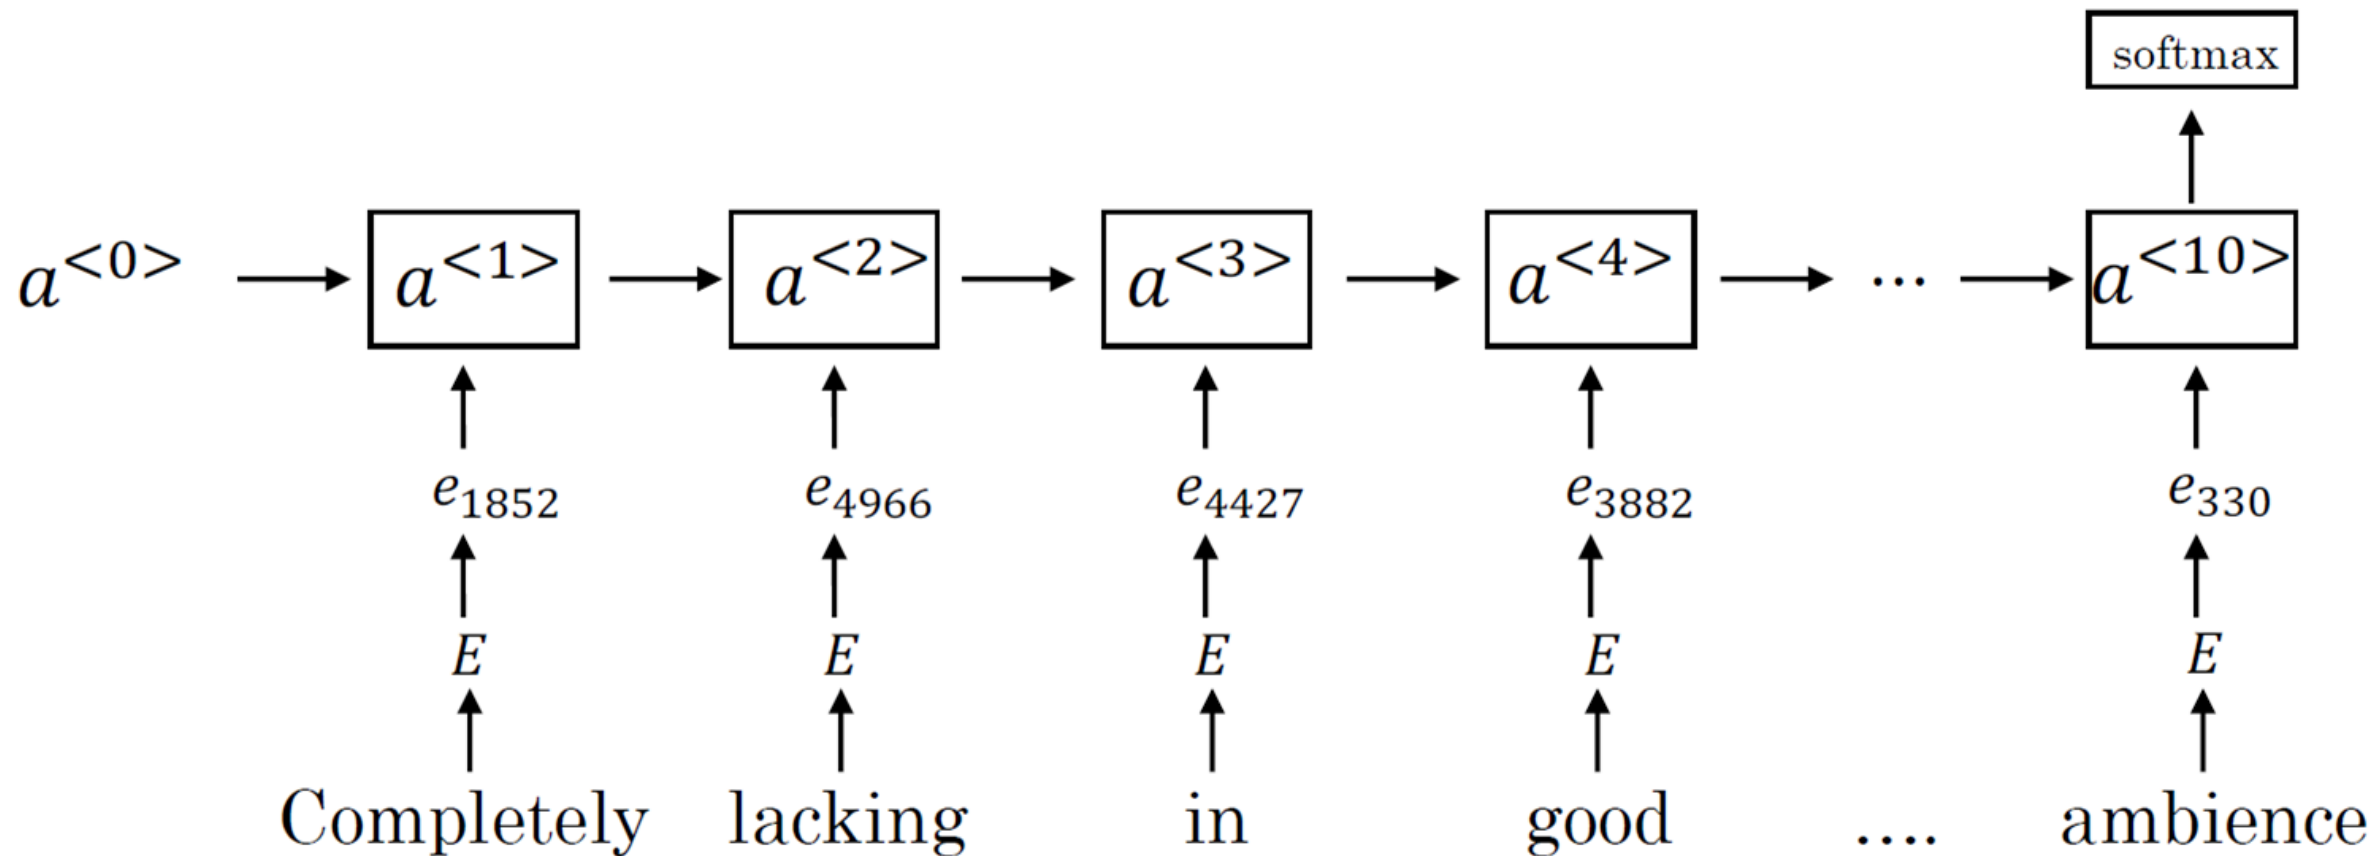 softmax
a<0> a<1> a<2> a<3> a<4> ... a<10>
e1852 e4966 e4427 e3882 e330
E E E E E
Completely lacking in good .... ambience